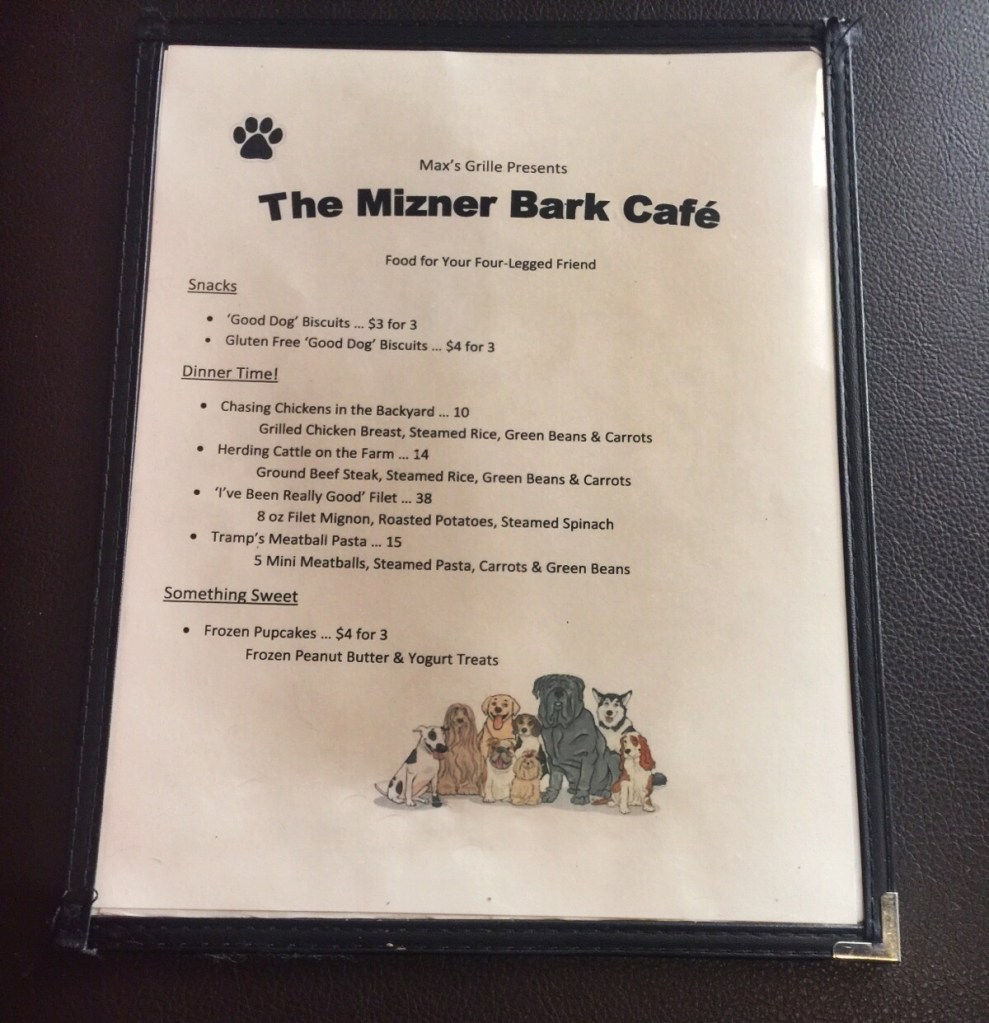 Max's Grille Presents
The Mizner Bark Café
Food for Your Four-Legged Friend
Snacks
• 'Good Dog' Biscuits ... $3 for 3
• Gluten Free 'Good Dog' Biscuits ... $4 for 3
Dinner Time!
• Chasing Chickens in the Backyard ... 10
Grilled Chicken Breast, Steamed Rice, Green Beans & Carrots
• Herding Cattle on the Farm ... 14
Ground Beef Steak, Steamed Rice, Green Beans & Carrots
• 'I've Been Really Good' Filet ... 38
8 oz Filet Mignon, Roasted Potatoes, Steamed Spinach
• Tramp's Meatball Pasta ... 15
5 Mini Meatballs, Steamed Pasta, Carrots & Green Beans
Something Sweet
• Frozen Pupcakes ... $4 for 3
Frozen Peanut Butter & Yogurt Treats